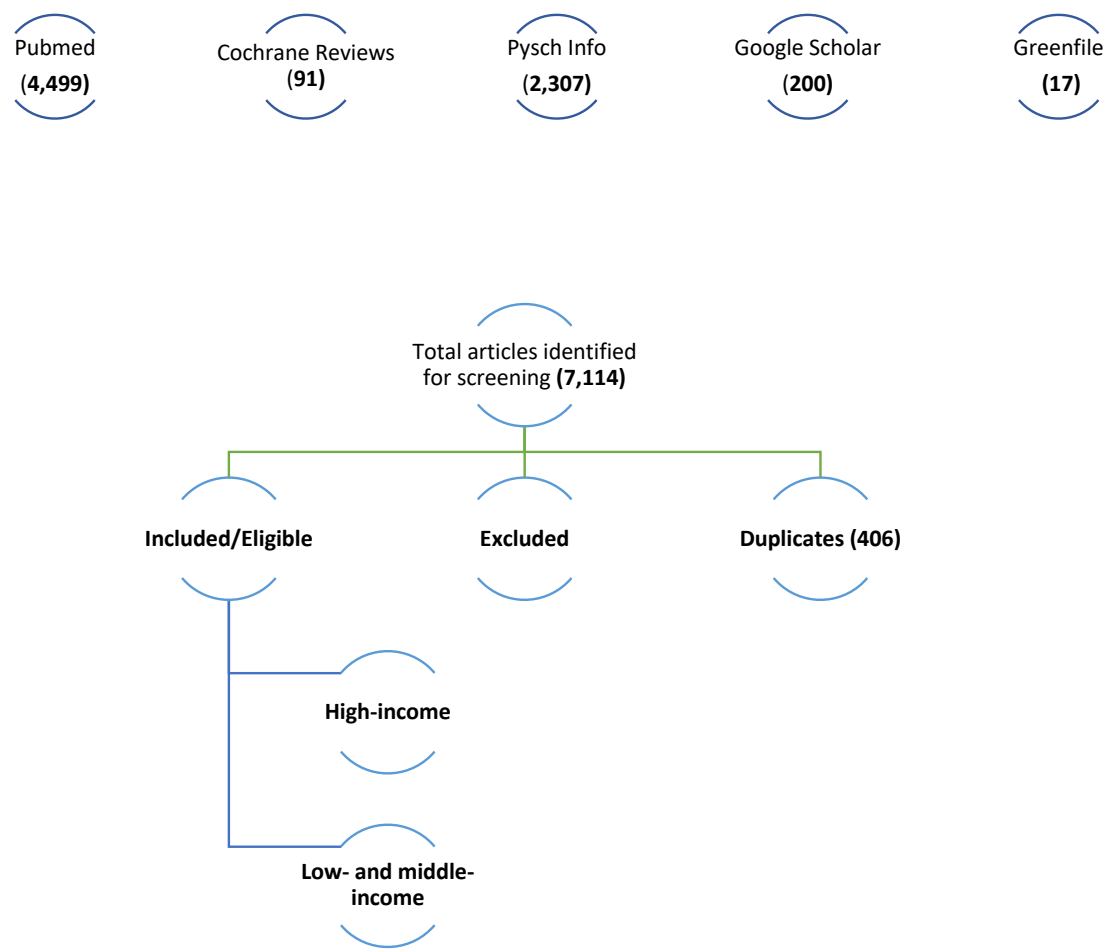 Pubmed
(4,499)
Cochrane Reviews
(91)
Pysch Info
(2,307)
Google Scholar
(200)
Greenfile
(17)
Total articles identified
for screening (7,114)
Included/Eligible
Excluded
Duplicates (406)
High-income
Low- and middle-
income